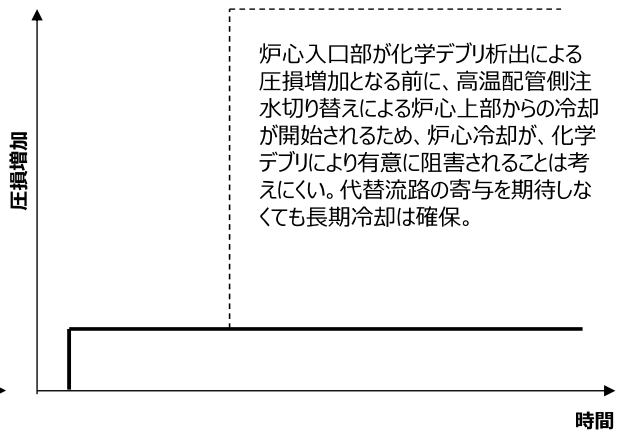 炉心入口部が化学デブリ析出による
圧損増加となる前に、高温配管側注
水切り替えによる炉心上部からの冷却
が開始されるため、炉心冷却が、化学
デブリにより有意に阻害されることは考
えにくい。代替流路の寄与を期待しな
くても長期冷却は確保。
圧損増加
時間